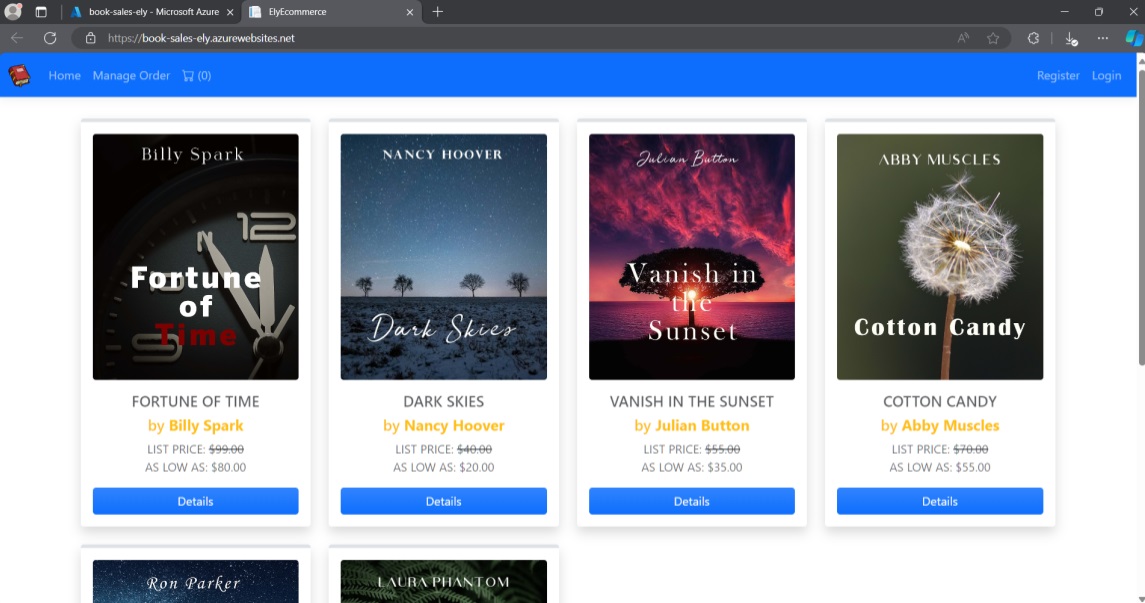 book-sales-ely - Microsoft Azure
ElyEcommerce
https://book-sales-ely.azurewebsites.net
Home Manage Order (0) Register Login
Billy Spark
12
9
Fortune
of
Time
FORTUNE OF TIME
by Billy Spark
LIST PRICE: $99.00
AS LOW AS: $80.00
Details
NANCY HOOVER
Dark Skies
DARK SKIES
by Nancy Hoover
LIST PRICE: $40.00
AS LOW AS: $20.00
Details
Julian Button
Vanish in
the
Sunset
VANISH IN THE SUNSET
by Julian Button
LIST PRICE: $55.00
AS LOW AS: $35.00
Details
ABBY MUSCLES
Cotton Candy
COTTON CANDY
by Abby Muscles
LIST PRICE: $70.00
AS LOW AS: $55.00
Details
Ron Parker
LAURA PHANTOM